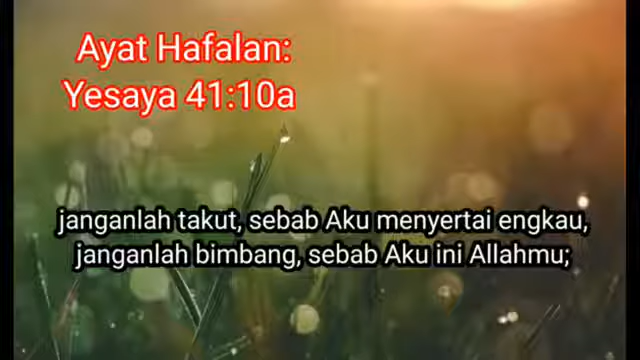 Ayat Hafalan:
Yesaya 41:10a
janganlah takut, sebab Aku menyertai engkau,
janganlah bimbang, sebab Aku ini Allahmu;